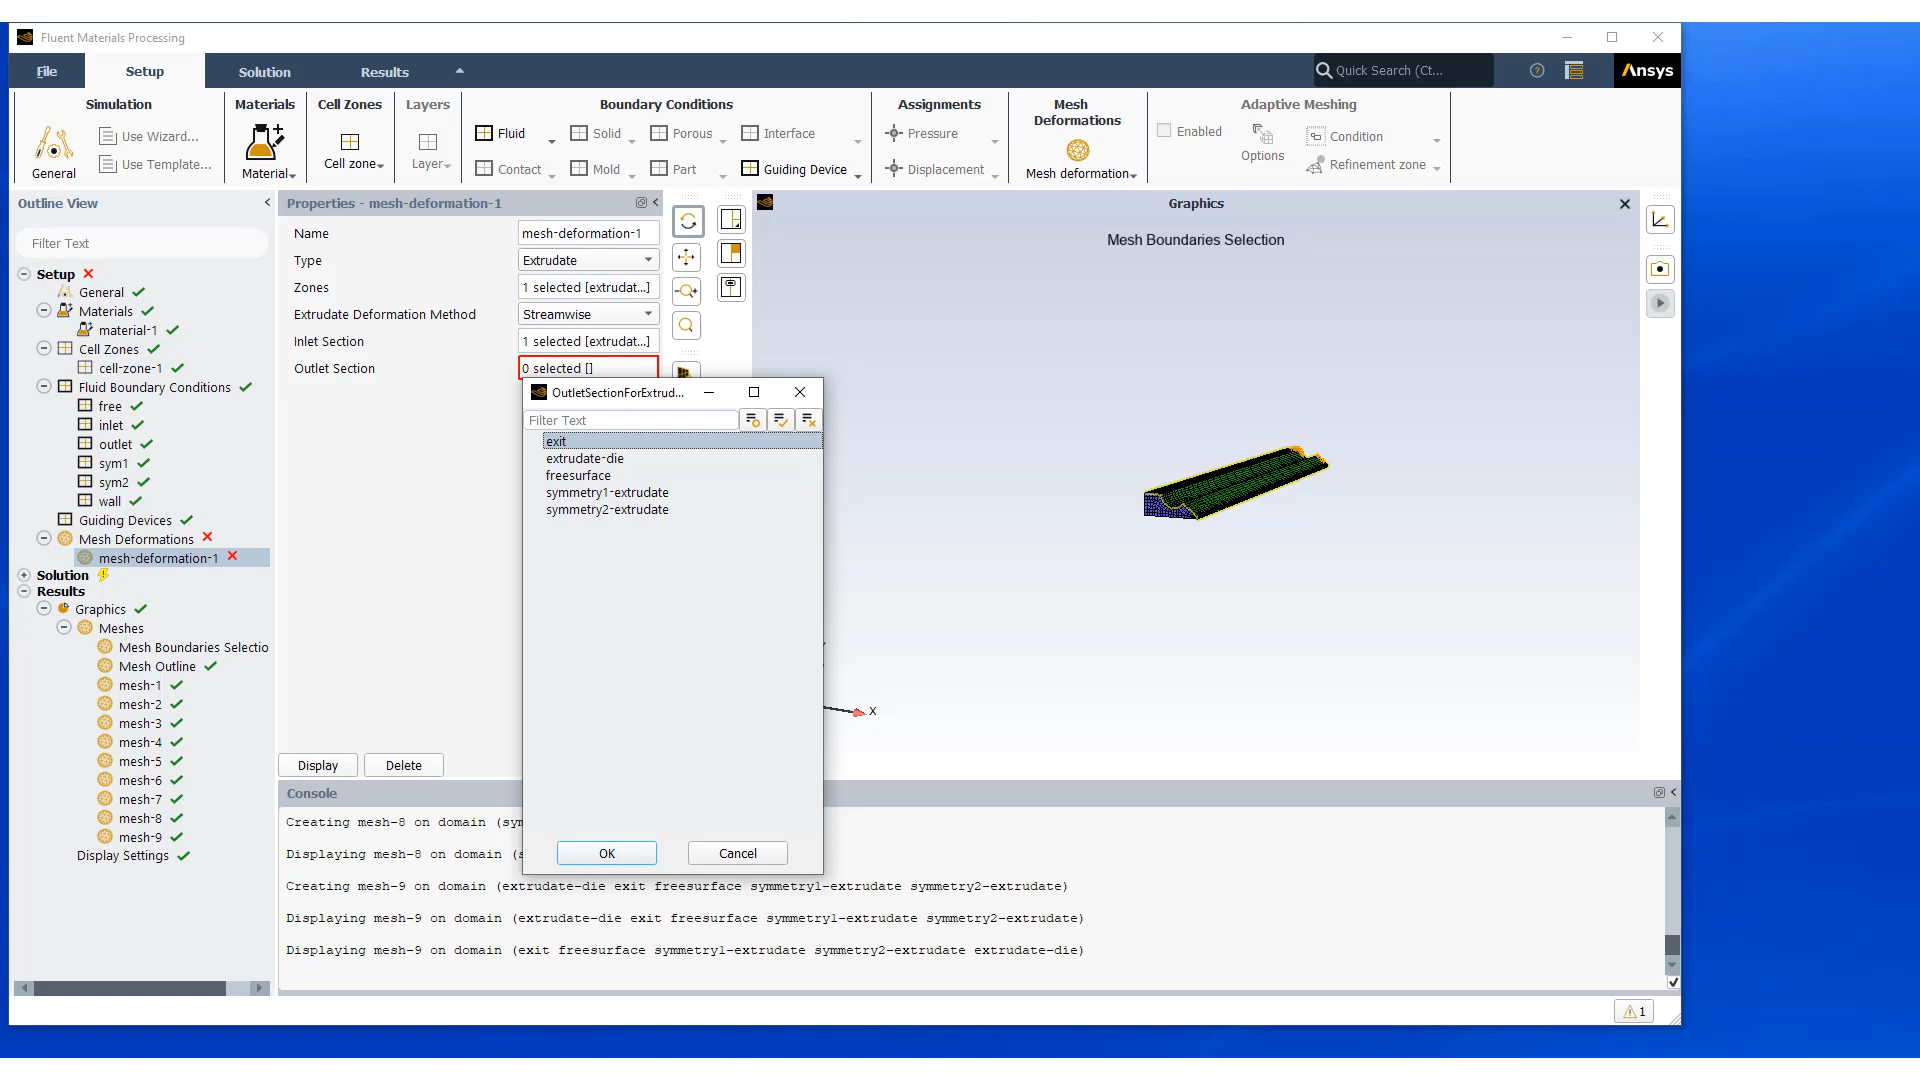 Fluent Materials Processing
File
Setup
Solution
Results
Quick Search (Ct...
Ansys
Simulation
Materials
Cell Zones
Layers
Boundary Conditions
Assignments
Mesh
Deformations
Adaptive Meshing
General
Use Wizard...
Use Template...
Material
Cell zone
Layer
Fluid
Solid
Porous
Interface
Contact
Mold
Part
Guiding Device
Pressure
Displacement
Mesh deformation
Enabled
Options
Condition
Refinement zone
Outline View
Filter Text
Setup
General
Materials
material-1
Cell Zones
cell-zone-1
Fluid Boundary Conditions
free
inlet
outlet
sym1
sym2
wall
Guiding Devices
Mesh Deformations
mesh-deformation-1
Solution
Results
Graphics
Meshes
Mesh Boundaries Selectio
Mesh Outline
mesh-1
mesh-2
mesh-3
mesh-4
mesh-5
mesh-6
mesh-7
mesh-8
mesh-9
Display Settings
Properties - mesh-deformation-1
Name
mesh-deformation-1
Type
Extrudate
Zones
1 selected [extrudat...]
Extrudate Deformation Method
Streamwise
Inlet Section
1 selected [extrudat...]
Outlet Section
0 selected []
Display
Delete
OutletSectionForExtrud...
Filter Text
exit
extrudate-die
freesurface
symmetry1-extrudate
symmetry2-extrudate
OK
Cancel
Graphics
Mesh Boundaries Selection
X
Console
Creating mesh-8 on domain (sym
Displaying mesh-8 on domain (s
Creating mesh-9 on domain (extrudate-die exit freesurface symmetry1-extrudate symmetry2-extrudate)
Displaying mesh-9 on domain (extrudate-die exit freesurface symmetry1-extrudate symmetry2-extrudate)
Displaying mesh-9 on domain (exit freesurface symmetry1-extrudate symmetry2-extrudate extrudate-die)
1